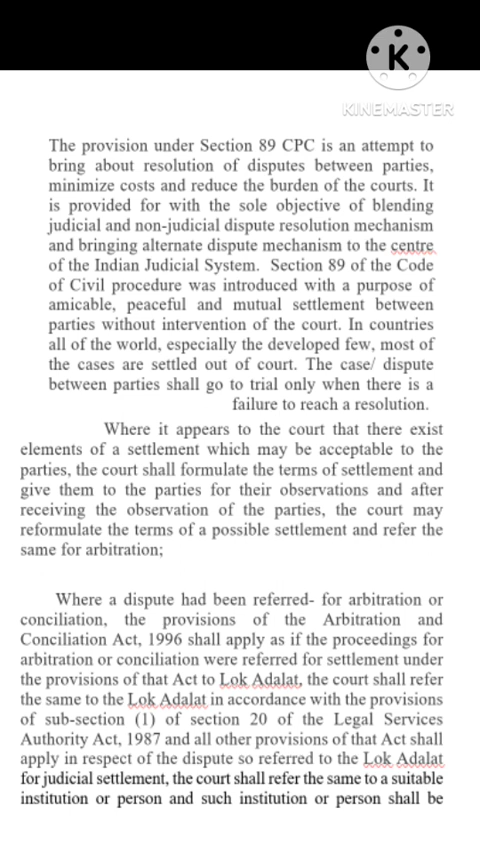 K
KINEMASTER
The provision under Section 89 CPC is an attempt to
bring about resolution of disputes between parties,
minimize costs and reduce the burden of the courts. It
is provided for with the sole objective of blending
judicial and non-judicial dispute resolution mechanism
and bringing alternate dispute mechanism to the centre
of the Indian Judicial System. Section 89 of the Code
of Civil procedure was introduced with a purpose of
amicable, peaceful and mutual settlement between
parties without intervention of the court. In countries
all of the world, especially the developed few, most of
the cases are settled out of court. The case/ dispute
between parties shall go to trial only when there is a
failure to reach a resolution.
Where it appears to the court that there exist
elements of a settlement which may be acceptable to the
parties, the court shall formulate the terms of settlement and
give them to the parties for their observations and after
receiving the observation of the parties, the court may
reformulate the terms of a possible settlement and refer the
same for arbitration;
Where a dispute had been referred- for arbitration or
conciliation, the provisions of the Arbitration and
Conciliation Act, 1996 shall apply as if the proceedings for
arbitration or conciliation were referred for settlement under
the provisions of that Act to Lok Adalat, the court shall refer
the same to the Lok Adalat in accordance with the provisions
of sub-section (1) of section 20 of the Legal Services
Authority Act, 1987 and all other provisions of that Act shall
apply in respect of the dispute so referred to the Lok Adalat
for judicial settlement, the court shall refer the same to a suitable
institution or person and such institution or person shall be